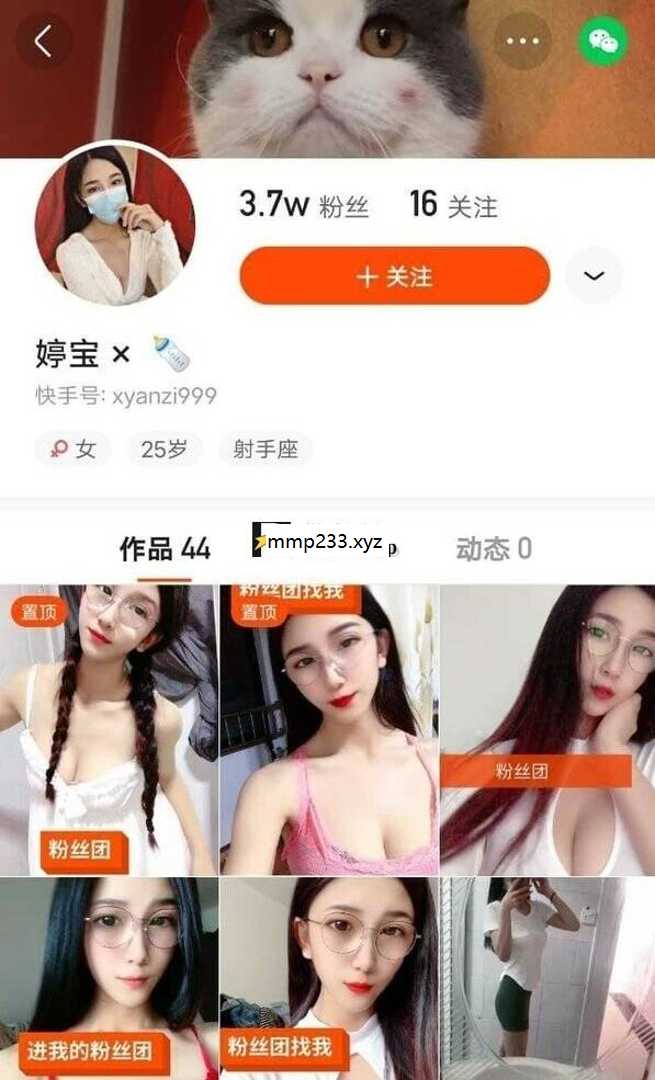 3.7w 粉丝 16 关注
+ 关注
婷宝 ×
快手号: xyanzi999
女 25岁 射手座
作品 44 mmp233.xyz 动态 0
置顶 粉丝团找我
置顶
粉丝团
粉丝团
进我的粉丝团 粉丝团找我